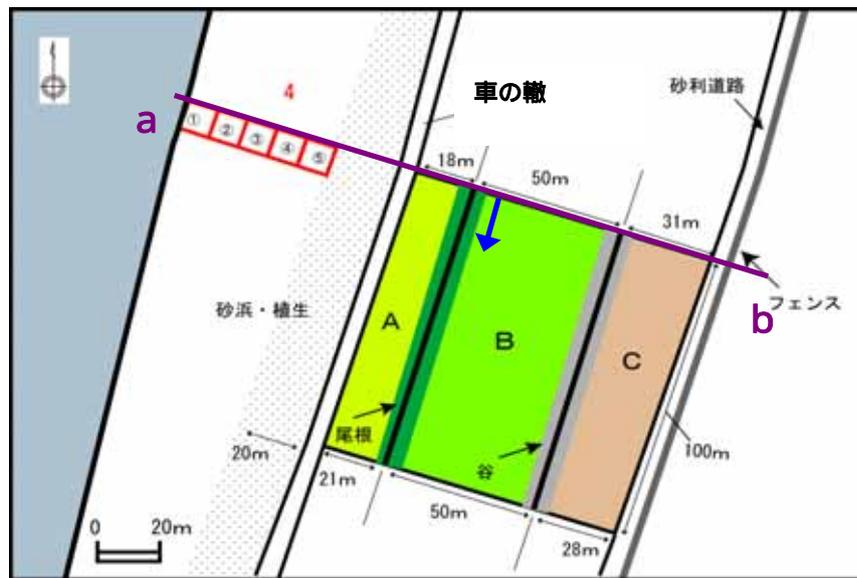 4
a
① ② ③ ④ ⑤
車の轍
砂利道路
18m
50m
31m
フェンス
b
砂浜・植生
A
B
C
尾根
谷
20m
100m
21m
50m
28m
0 20m